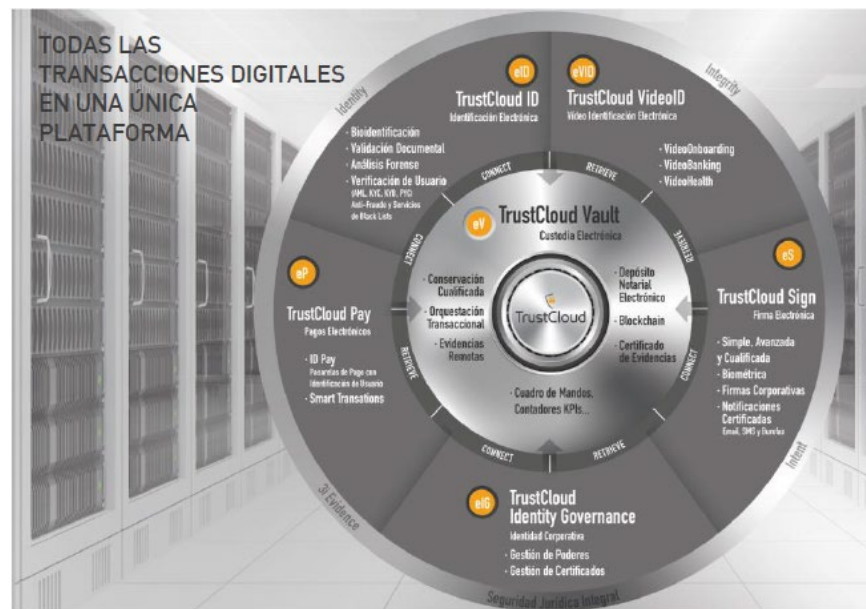 TODAS LAS
TRANSACCIONES DIGITALES
EN UNA ÚNICA
PLATAFORMA
Identity
Integrity
eID
TrustCloud ID
Identificación Electrónica
· Bioidentificación
· Validación Documental
· Análisis Forense
· Verificación de Usuario
(AML, KYC, KYB, PYC)
Anti-Fraude y Servicios
de Black Lists
eVID
TrustCloud VideoID
Video Identificación Electrónica
· VideoOnboarding
· VideoBanking
· VideoHealth
CONNECT
RETRIEVE
CONNECT
RETRIEVE
eV
TrustCloud Vault
Custodia Electrónica
· Conservación
Cualificada
· Orquestación
Transaccional
· Evidencias
Remotas
TrustCloud
· Depósito
Notarial
Electrónico
· Blockchain
· Certificado
de Evidencias
· Cuadro de Mandos,
Contadores KPIs...
eP
TrustCloud Pay
Pagos Electrónicos
· ID Pay
Pasarelas de Pago con
Identificación de Usuario
· Smart Transations
eS
TrustCloud Sign
Firma Electrónica
· Simple, Avanzada
y Cualificada
· Biométrica
· Firmas Corporativas
· Notificaciones
Certificadas
Email, SMS y Burofax
RETRIEVE
CONNECT
CONNECT
RETRIEVE
eIG
TrustCloud
Identity Governance
Identidad Corporativa
· Gestión de Poderes
· Gestión de Certificados
3i Evidence
Intent
Seguridad Jurídica Integral